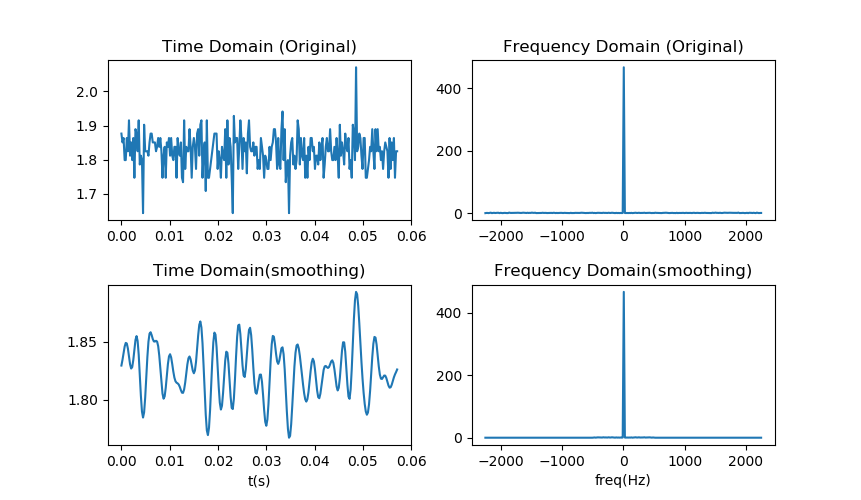 Time Domain (Original)
2.0
1.9
1.8
1.7
0.00 0.01 0.02 0.03 0.04 0.05 0.06
Frequency Domain (Original)
400
200
0
−2000 −1000 0 1000 2000
Time Domain(smoothing)
1.85
1.80
0.00 0.01 0.02 0.03 0.04 0.05 0.06
t(s)
Frequency Domain(smoothing)
400
200
0
−2000 −1000 0 1000 2000
freq(Hz)